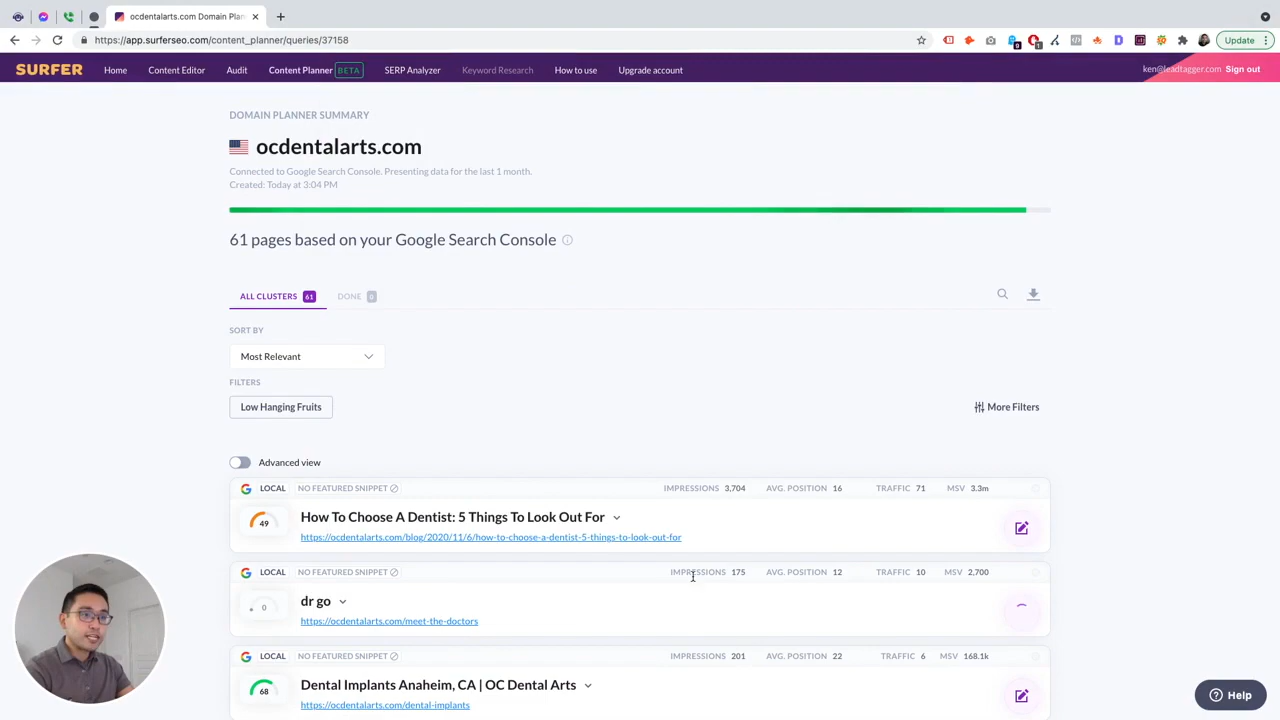 ocdentalarts.com Domain Plan
https://app.surferseo.com/content_planner/queries/37158
Update
SURFER Home Content Editor Audit Content Planner BETA SERP Analyzer Keyword Research How to use Upgrade account ken@leadtagger.com Sign out
DOMAIN PLANNER SUMMARY
ocdentalarts.com
Connected to Google Search Console. Presenting data for the last 1 month.
Created: Today at 3:04 PM
61 pages based on your Google Search Console
ALL CLUSTERS 61 DONE 0
SORT BY
Most Relevant
FILTERS
Low Hanging Fruits More Filters
Advanced view
LOCAL NO FEATURED SNIPPET IMPRESSIONS 3,704 AVG. POSITION 16 TRAFFIC 71 MSV 3.3m
49 How To Choose A Dentist: 5 Things To Look Out For
https://ocdentalarts.com/blog/2020/11/6/how-to-choose-a-dentist-5-things-to-look-out-for
LOCAL NO FEATURED SNIPPET IMPRESSIONS 175 AVG. POSITION 12 TRAFFIC 10 MSV 2,700
0 dr go
https://ocdentalarts.com/meet-the-doctors
LOCAL NO FEATURED SNIPPET IMPRESSIONS 201 AVG. POSITION 22 TRAFFIC 6 MSV 168.1k
68 Dental Implants Anaheim, CA | OC Dental Arts
https://ocdentalarts.com/dental-implants
Help